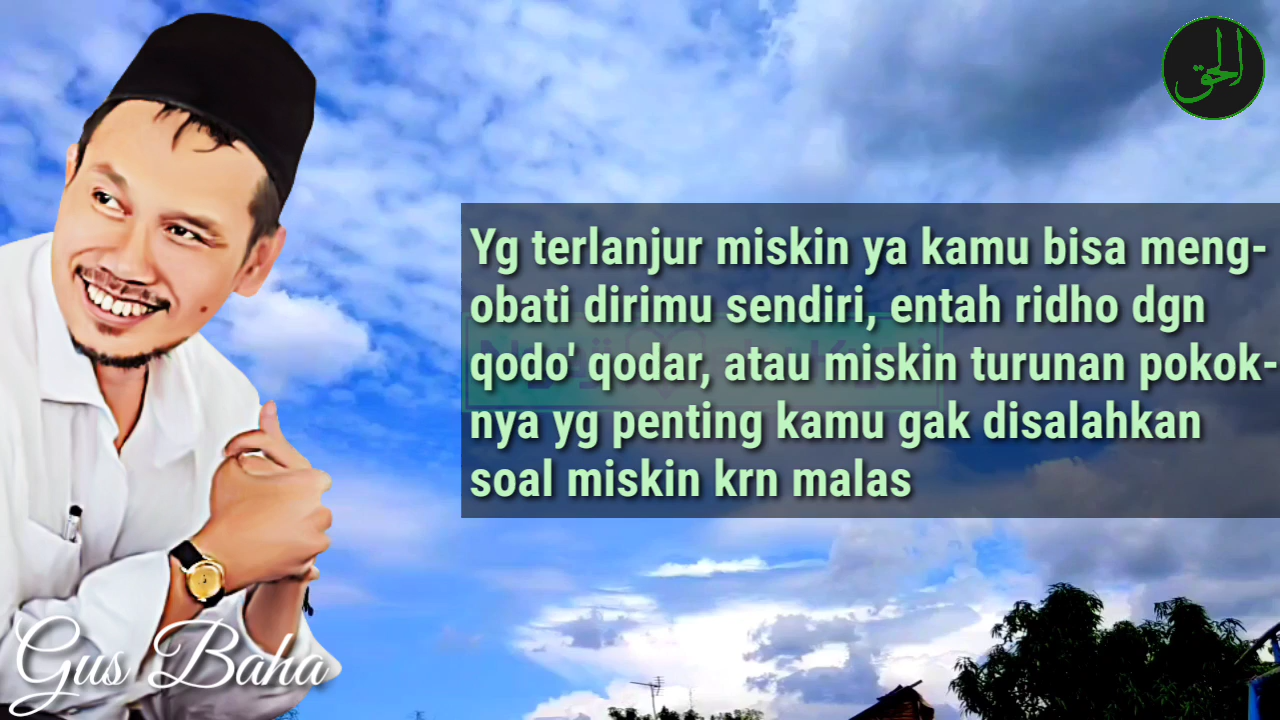 الحق
Yg terlanjur miskin ya kamu bisa meng-
obati dirimu sendiri, entah ridho dgn
qodo' qodar, atau miskin turunan pokok-
nya yg penting kamu gak disalahkan
soal miskin krn malas
Gus Baha